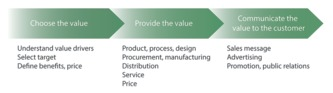 Choose the value
Understand value drivers
Select target
Define benefits, price
Provide the value
Product, process, design
Procurement, manufacturing
Distribution
Service
Price
Communicate the
value to the customer
Sales message
Advertising
Promotion, public relations